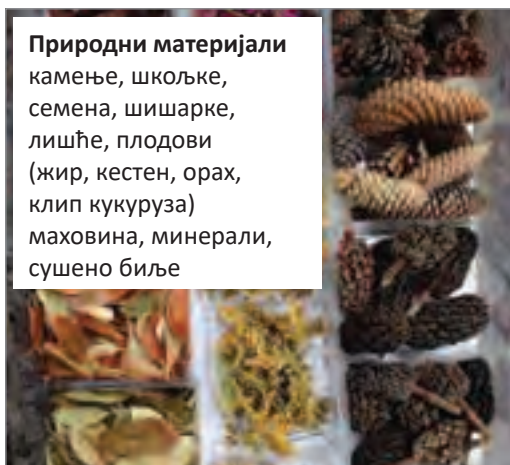 Природни материјали
камење, шкољке,
семена, шишарке,
лишће, плодови
(жир, кестен, орах,
клип кукуруза)
маховина, минерали,
сушено биље